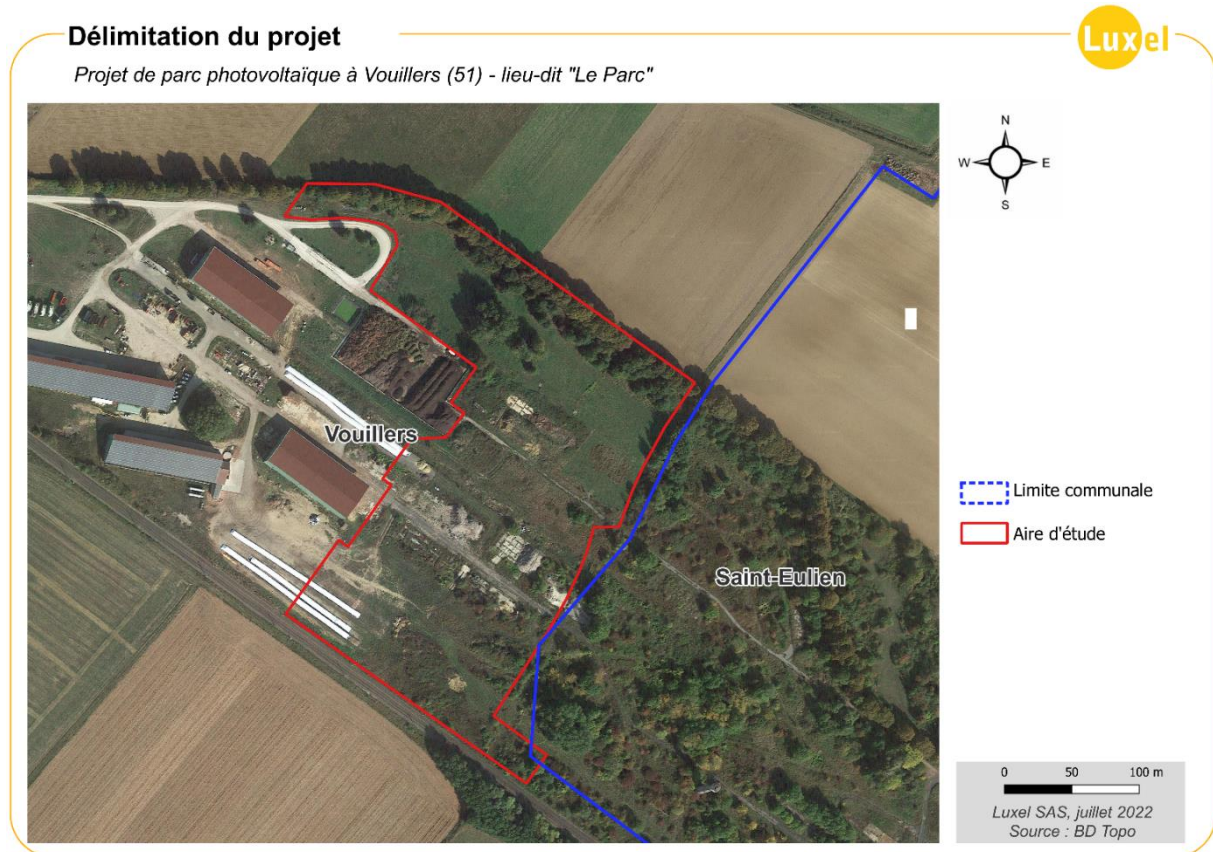 Délimitation du projet
Luxel
Projet de parc photovoltaïque à Vouillers (51) - lieu-dit "Le Parc"
N
W E
S
Vouillers
Limite communale
Aire d'étude
Saint-Eulien
0 50 100 m
Luxel SAS, juillet 2022
Source : BD Topo